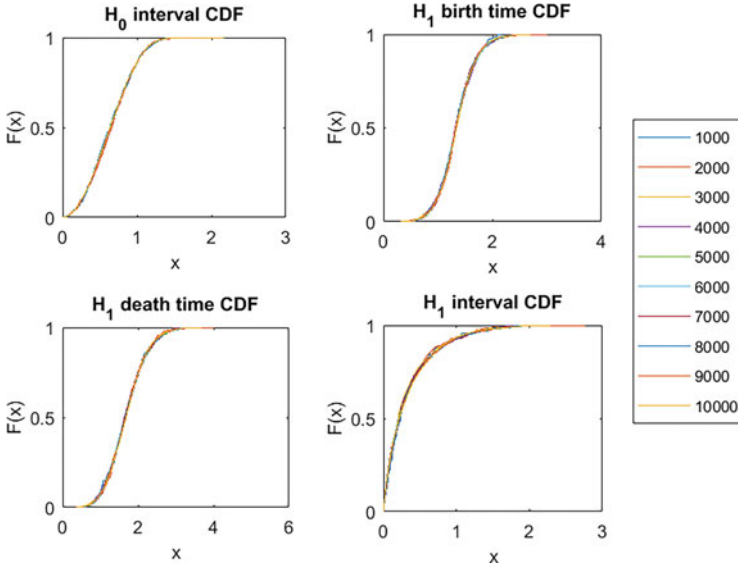 H0 interval CDF
1
0.5
0
F(x)
0 1 2 3
x
H1 birth time CDF
1
0.5
0
F(x)
0 2 4
x
H1 death time CDF
1
0.5
0
F(x)
0 2 4 6
x
H1 interval CDF
1
0.5
0
F(x)
0 1 2 3
x
1000
2000
3000
4000
5000
6000
7000
8000
9000
10000